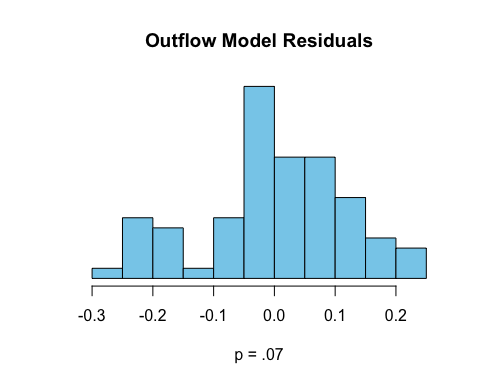 Outflow Model Residuals
-0.3 -0.2 -0.1 0.0 0.1 0.2
p = .07